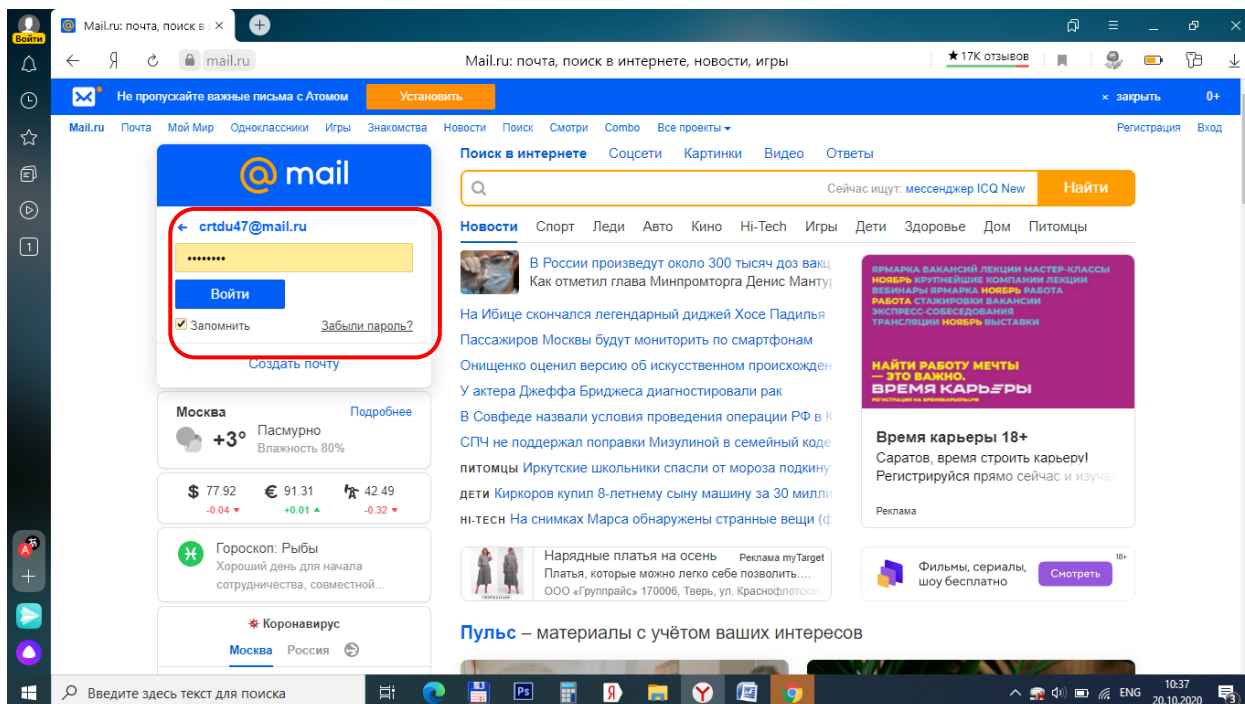 Войти
Mail.ru: почта, поиск в
mail.ru
Mail.ru: почта, поиск в интернете, новости, игры
★17K отзывов
Не пропускайте важные письма с Атомом
Установить
× закрыть
0+
Mail.ru Почта Мой Мир Одноклассники Игры Знакомства Новости Поиск Смотри Combo Все проекты
Регистрация Вход
@ mail
← crtdu47@mail.ru
••••••••
Войти
Запомнить
Забыли пароль?
Создать почту
Москва
Подробнее
+3°
Пасмурно
Влажность 80%
$ 77.92 € 91.31 42.49
-0.04 ▼ +0.01 ▲ -0.32 ▼
Гороскоп: Рыбы
Хороший день для начала
сотрудничества, совместной...
Коронавирус
Москва Россия
Поиск в интернете Соцсети Картинки Видео Ответы
Сейчас ищут: мессенджер ICQ New
Найти
Новости Спорт Леди Авто Кино Hi-Tech Игры Дети Здоровье Дом Питомцы
В России произведут около 300 тысяч доз вакц
Как отметил глава Минпромторга Денис Манту
На Ибице скончался легендарный диджей Хосе Падилья
Пассажиров Москвы будут мониторить по смартфонам
Онищенко оценил версию об искусственном происхожден
У актера Джеффа Бриджеса диагностировали рак
В Совфеде назвали условия проведения операции РФ в К
СПЧ не поддержал поправки Мизулиной в семейный коде
ПИТОМЦЫ Иркутские школьники спасли от мороза подкину
ДЕТИ Киркоров купил 8-летнему сыну машину за 30 милли
HI-TECH На снимках Марса обнаружены странные вещи (ф
ЯРМАРКА ВАКАНСИЙ ЛЕКЦИИ МАСТЕР-КЛАССЫ
НОЯБРЬ КРУПНЕЙШИЕ КОМПАНИИ ЛЕКЦИИ
ВЕБИНАРЫ ЯРМАРКА НОЯБРЬ РАБОТА
РАБОТА СТАЖИРОВКИ ВАКАНСИИ
ЭКСПРЕСС-СОБЕСЕДОВАНИЯ
ТРАНСЛЯЦИИ НОЯБРЬ ВЫСТАВКИ
НАЙТИ РАБОТУ МЕЧТЫ
— ЭТО ВАЖНО.
ВРЕМЯ КАРЬЕРЫ
Время карьеры 18+
Саратов, время строить карьеру!
Регистрируйся прямо сейчас и изучай
Реклама
Нарядные платья на осень Реклама myTarget
Платья, которые можно легко себе позволить....
ООО «Группрайс» 170006, Тверь, ул. Краснофлотская
Фильмы, сериалы,
шоу бесплатно
Смотреть
18+
Пульс – материалы с учётом ваших интересов
Введите здесь текст для поиска
Ps
Я
Y
ENG
10:37
20.10.2020
3